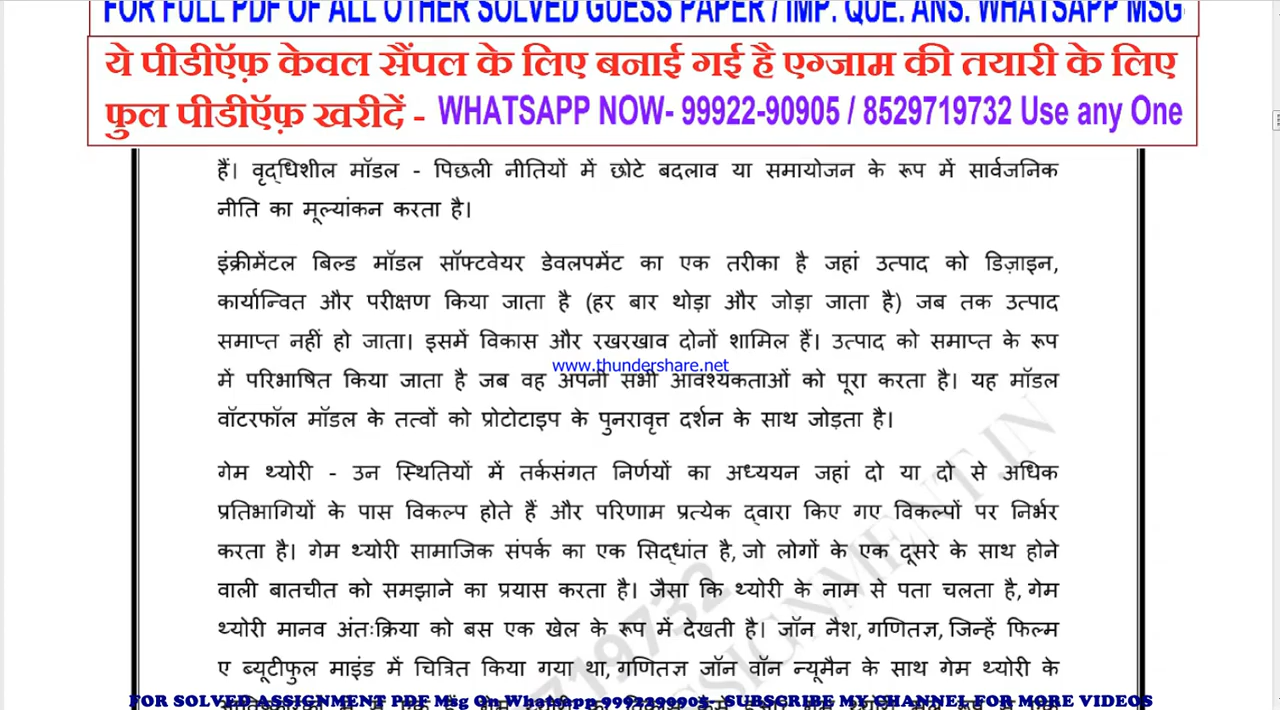 FOR FULL PDF OF ALL OTHER SOLVED GUESS PAPER / IMP. QUE. ANS. WHATSAPP MSG
ये पीडीऍफ़ केवल सैंपल के लिए बनाई गई है एग्जाम की तयारी के लिए
फुल पीडीऍफ़ खरीदें - WHATSAPP NOW- 99922-90905 / 8529719732 Use any One
हैं। वृद्धिशील मॉडल - पिछली नीतियों में छोटे बदलाव या समायोजन के रूप में सार्वजनिक
नीति का मूल्यांकन करता है।
इंक्रीमेंटल बिल्ड मॉडल सॉफ्टवेयर डेवलपमेंट का एक तरीका है जहां उत्पाद को डिज़ाइन,
कार्यान्वित और परीक्षण किया जाता है (हर बार थोड़ा और जोड़ा जाता है) जब तक उत्पाद
समाप्त नहीं हो जाता। इसमें विकास और रखरखाव दोनों शामिल हैं। उत्पाद को समाप्त के रूप
www.thundershare.net
में परिभाषित किया जाता है जब वह अपनी सभी आवश्यकताओं को पूरा करता है। यह मॉडल
वॉटरफॉल मॉडल के तत्वों को प्रोटोटाइप के पुनरावृत्त दर्शन के साथ जोड़ता है।
गेम थ्योरी - उन स्थितियों में तर्कसंगत निर्णयों का अध्ययन जहां दो या दो से अधिक
प्रतिभागियों के पास विकल्प होते हैं और परिणाम प्रत्येक द्वारा किए गए विकल्पों पर निर्भर
करता है। गेम थ्योरी सामाजिक संपर्क का एक सिद्धांत है, जो लोगों के एक दूसरे के साथ होने
वाली बातचीत को समझाने का प्रयास करता है। जैसा कि थ्योरी के नाम से पता चलता है, गेम
थ्योरी मानव अंतःक्रिया को बस एक खेल के रूप में देखती है। जॉन नैश, गणितज्ञ, जिन्हें फिल्म
ए ब्यूटीफुल माइंड में चित्रित किया गया था, गणितज्ञ जॉन वॉन न्यूमैन के साथ गेम थ्योरी के
FOR SOLVED ASSIGNMENT PDF Msg On Whatsapp 9992290905- SUBSCRIBE MY CHANNEL FOR MORE VIDEOS